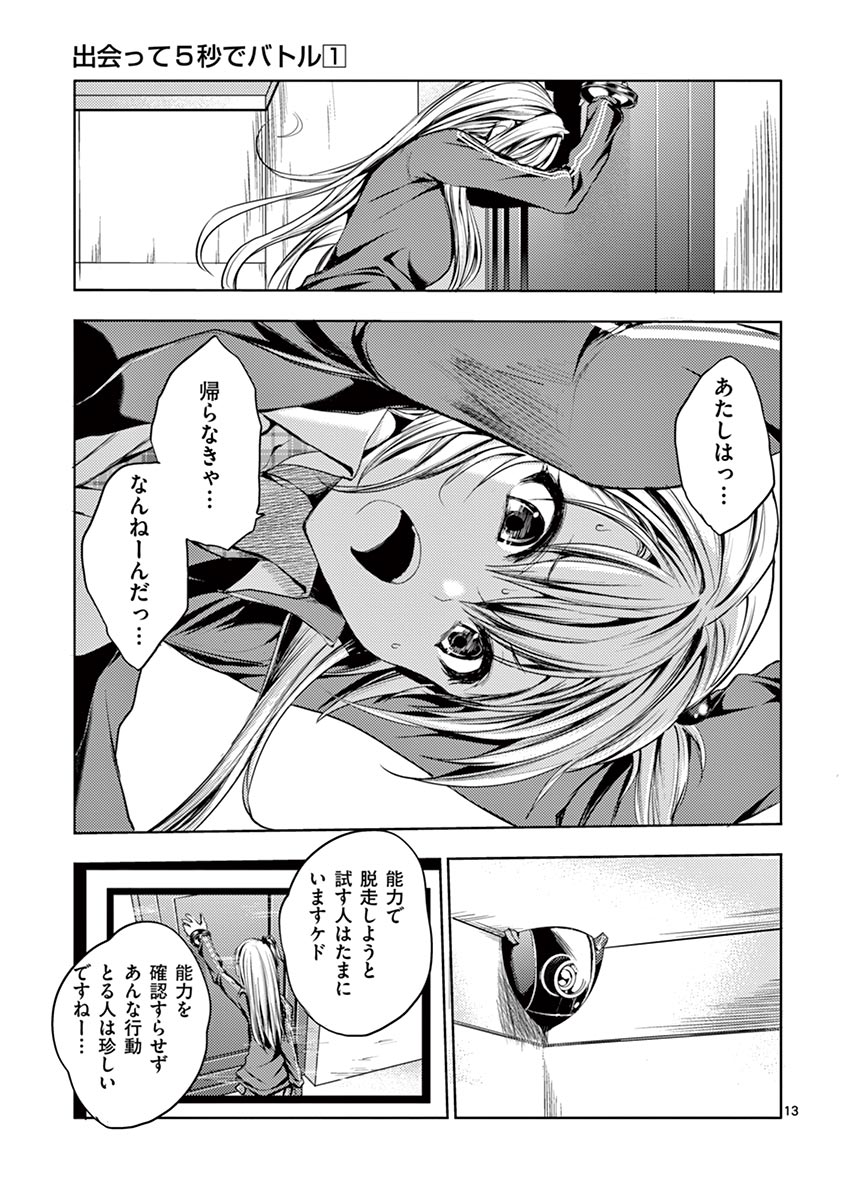 出会って5秒でバトル1
あたしはっ…
帰らなきゃ…
なんねーんだっ…
能力で
脱走しようと
試す人はたまに
いますケド
能力を
確認すらせず
あんな行動
とる人は珍しい
ですねー…
13